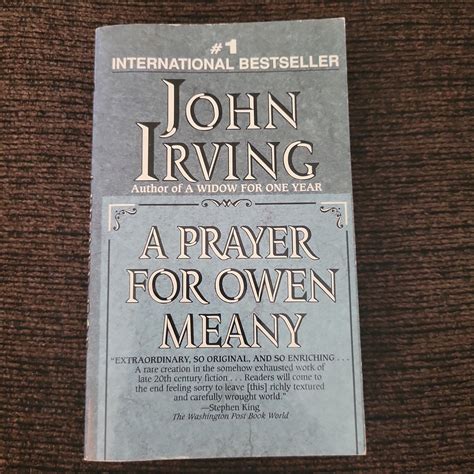 #1
INTERNATIONAL BESTSELLER
JOHN
IRVING
Author of A WIDOW FOR ONE YEAR
A PRAYER
FOR OWEN
MEANY
"EXTRAORDINARY, SO ORIGINAL, AND SO ENRICHING . . .
A rare creation in the somehow exhausted work of
late 20th century fiction . . . Readers will come to
the end feeling sorry to leave [this] richly textured
and carefully wrought world."
—Stephen King
The Washington Post Book World